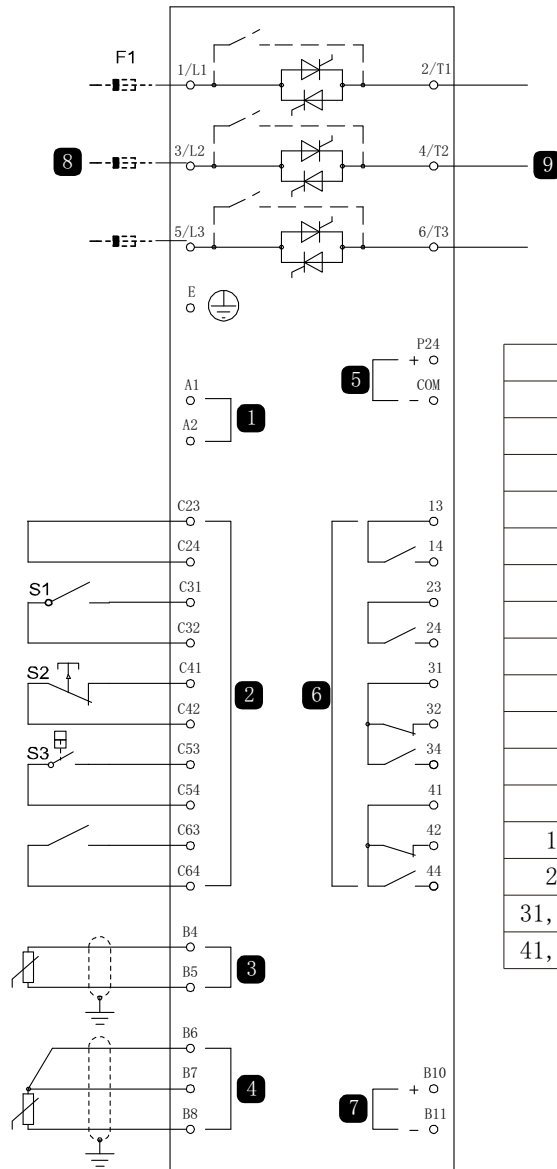 F1
1/L1
2/T1
8
3/L2
4/T2
9
5/L3
6/T3
E
P24
+
5
COM
-
A1
1
A2
C23
13
C24
14
S1
C31
23
C32
24
S2
C41
31
2
6
C42
32
S3
C53
34
C54
41
C63
42
1
C64
44
2
31,
B4
41,
3
B5
B6
B7
4
B10
+
7
B8
B11
-